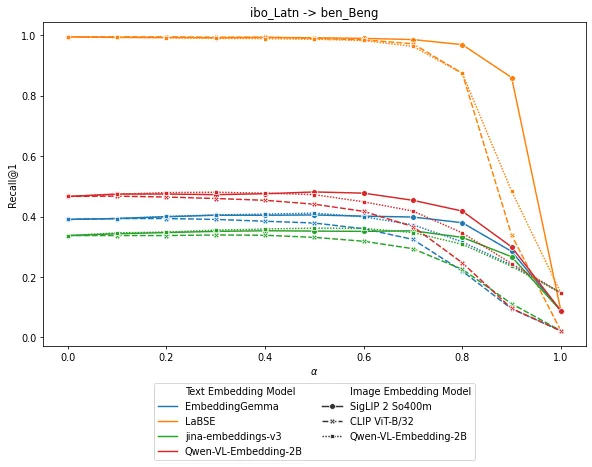 ibo_Latn -> ben_Beng
1.0
0.8
0.6
0.4
0.2
0.0
Recall@1
0.0 0.2 0.4 0.6 0.8 1.0
α
Text Embedding Model
EmbeddingGemma
LaBSE
jina-embeddings-v3
Qwen-VL-Embedding-2B
Image Embedding Model
SigLIP 2 So400m
CLIP ViT-B/32
Qwen-VL-Embedding-2B